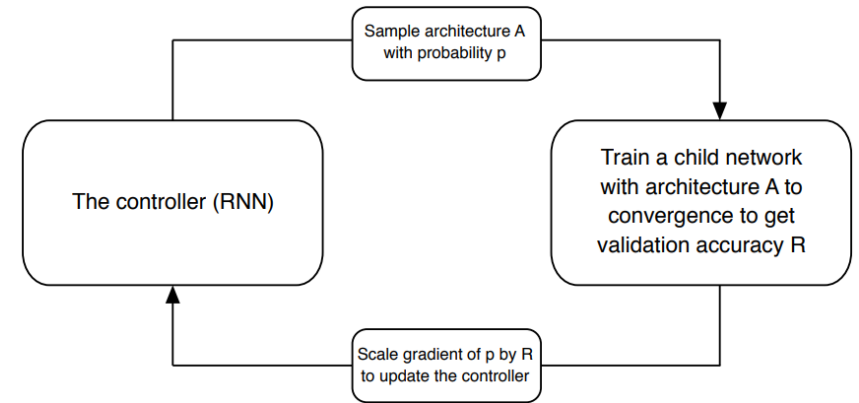 Sample architecture A
with probability p
The controller (RNN)
Train a child network
with architecture A to
convergence to get
validation accuracy R
Scale gradient of p by R
to update the controller